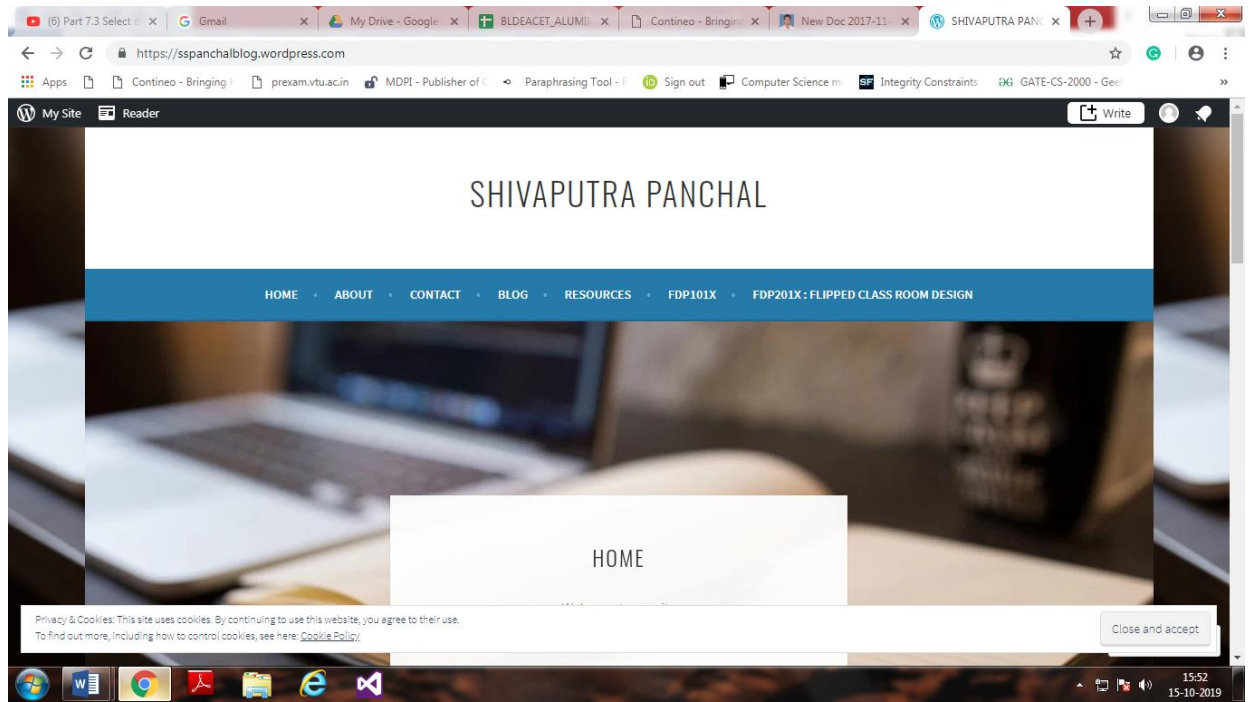 (6) Part 7.3 Select
Gmail
My Drive - Google
BLDEACET_ALUMI
Contineo - Bringin
New Doc 2017-11-
SHIVAPUTRA PANC
https://sspanchalblog.wordpress.com
Apps
Contineo - Bringing
prexam.vtu.ac.in
MDPI - Publisher of
Paraphrasing Tool -
Sign out
Computer Science
Integrity Constraints
GATE-CS-2000 - Gee
My Site
Reader
Write
SHIVAPUTRA PANCHAL
HOME
ABOUT
CONTACT
BLOG
RESOURCES
FDP101X
FDP201X : FLIPPED CLASS ROOM DESIGN
HOME
Privacy & Cookies: This site uses cookies. By continuing to use this website, you agree to their use.
To find out more, including how to control cookies, see here: Cookie Policy
Close and accept
15:52
15-10-2019